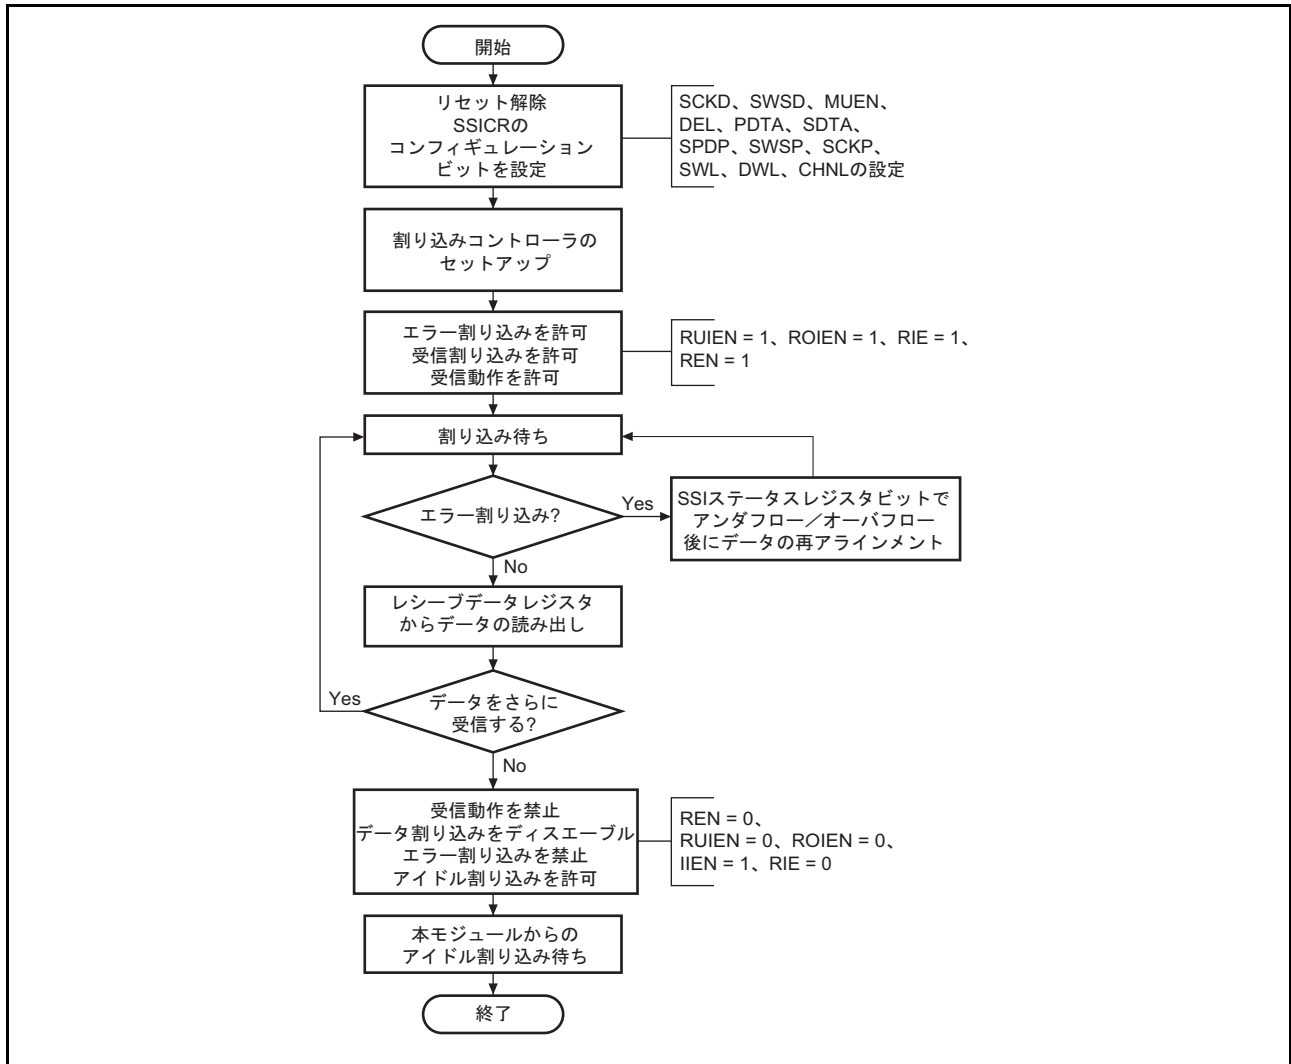 開始
リセット解除
SSICRの
コンフィギュレーション
ビットを設定
SCKD、SWSD、MUEN、
DEL、PDTA、SDTA、
SPDP、SWSP、SCKP、
SWL、DWL、CHNLの設定
割り込みコントローラの
セットアップ
エラー割り込みを許可
受信割り込みを許可
受信動作を許可
RUIEN = 1、ROIEN = 1、RIE = 1、
REN = 1
割り込み待ち
エラー割り込み?
Yes
SSIステータスレジスタビットで
アンダフロー／オーバフロー
後にデータの再アラインメント
No
レシーブデータレジスタ
からデータの読み出し
Yes
データをさらに
受信する?
No
受信動作を禁止
データ割り込みをディスエーブル
エラー割り込みを禁止
アイドル割り込みを許可
REN = 0、
RUIEN = 0、ROIEN = 0、
IIEN = 1、RIE = 0
本モジュールからの
アイドル割り込み待ち
終了